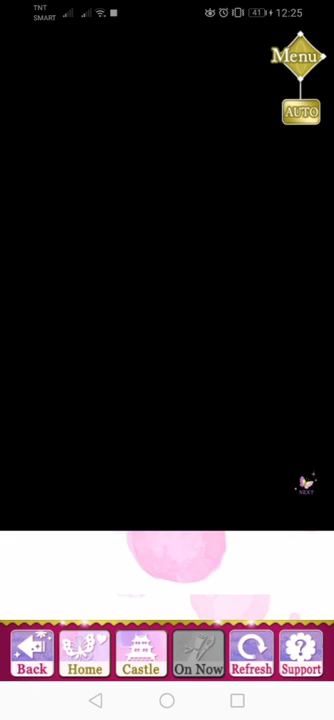 TNT
SMART
41
12:25
Menu
AUTO
NEXT
Back
Home
Castle
On Now
Refresh
Support